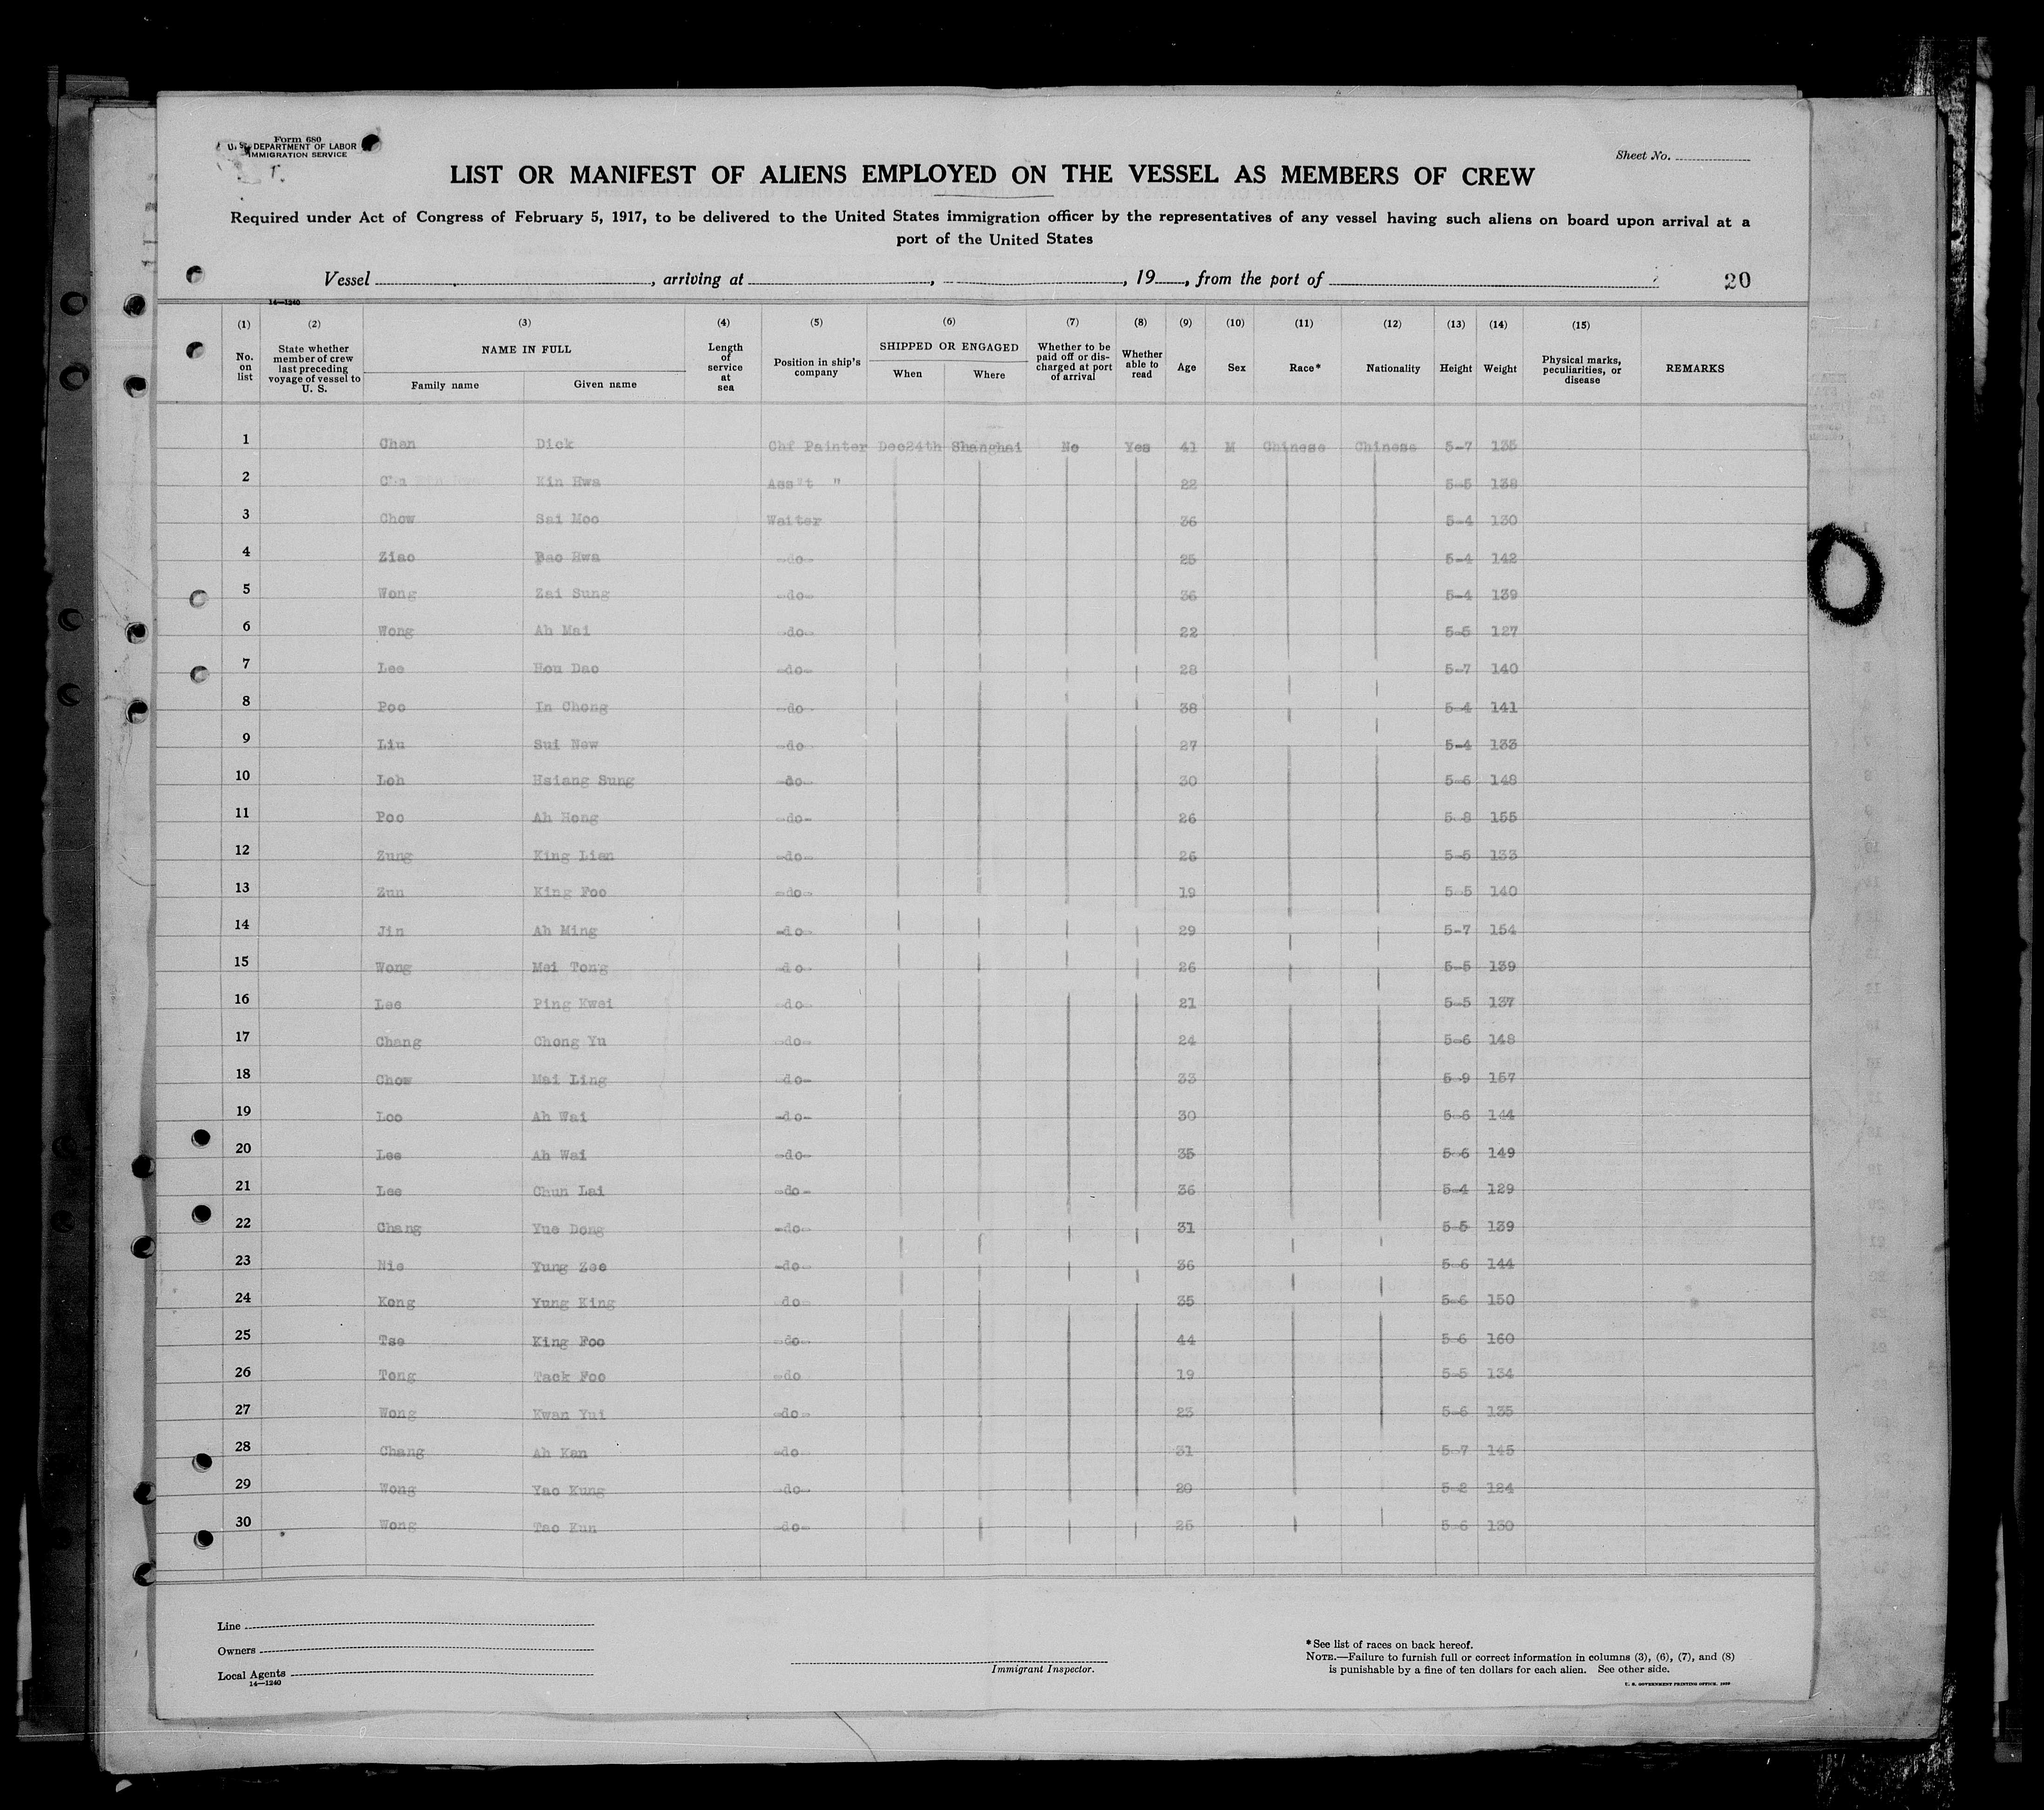 Form 680
U. S. DEPARTMENT OF LABOR
IMMIGRATION SERVICE
Sheet No.
LIST OR MANIFEST OF ALIENS EMPLOYED ON THE VESSEL AS MEMBERS OF CREW
Required under Act of Congress of February 5, 1917, to be delivered to the United States immigration officer by the representatives of any vessel having such aliens on board upon arrival at a
port of the United States
Vessel , arriving at , , 19 , from the port of 20
14—1240
(1) (2) (3) (4) (5) (6) (7) (8) (9) (10) (11) (12) (13) (14) (15)
No. on list State whether member of crew last preceding voyage of vessel to U. S. NAME IN FULL Family name Given name Length of service at sea Position in ship's company SHIPPED OR ENGAGED When Where Whether to be paid off or discharged at port of arrival Whether able to read Age Sex Race* Nationality Height Weight Physical marks, peculiarities, or disease REMARKS
1 Chan Dick Chf Painter Dec24th Shanghai No Yes 41 M Chinese Chinese 5-7 135
2 Kin Hwa Ass't " 22 5-5 138
3 Chow Sai Moo Waiter 36 5-4 130
4 Ziao Bao Hwa -do- 25 5-4 142
5 Wong Zai Sung -do- 36 5-4 139
6 Wong Ah Mai -do- 22 5-5 127
7 Lee Hou Dao -do- 28 5-7 140
8 Poo In Chong -do- 38 5-4 141
9 Liu Sui New -do- 27 5-4 133
10 Loh Hsiang Sung -do- 30 5-6 148
11 Poo Ah Hong -do- 26 5-8 155
12 Zung King Lien -do- 26 5-5 133
13 Zun King Foo -do- 19 5-5 140
14 Jin Ah Ming -do- 29 5-7 154
15 Wong Mei Tong -do- 26 5-5 139
16 Lee Ping Kwei -do- 21 5-5 137
17 Chang Chong Yu -do- 24 5-6 148
18 Chow Mai Ling -do- 33 5-9 157
19 Loo Ah Wai -do- 30 5-6 144
20 Lee Ah Wai -do- 35 5-6 149
21 Lee Chun Lai -do- 36 5-4 129
22 Chang Yue Dong -do- 31 5-5 139
23 Nie Yung Zee -do- 36 5-6 144
24 Kong Yung King -do- 35 5-6 150
25 Tse King Foo -do- 44 5-6 160
26 Tong Tack Foo -do 19 5-5 134
27 Wong Kwan Yui -do- 23 5-6 135
28 Chang Ah Kan -do 31 5-7 145
29 Wong Yao Kung -do- 20 5-2 124
30 Wong Tao Kun -do- 25 5-6 130
Line
Owners
Local Agents
14—1240
Immigrant Inspector.
*See list of races on back hereof.
NOTE.—Failure to furnish full or correct information in columns (3), (6), (7), and (8)
is punishable by a fine of ten dollars for each alien. See other side.
U. S. GOVERNMENT PRINTING OFFICE.